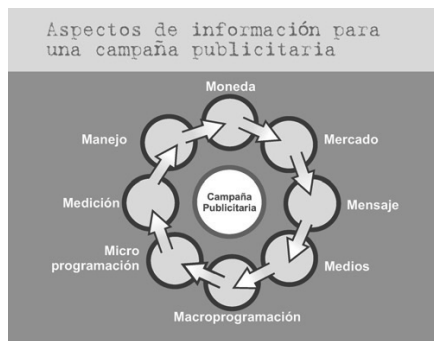 Aspectos de información para
una campaña publicitaria
Moneda
Mercado
Mensaje
Medios
Macroprogramación
Micro
programación
Medición
Manejo
Campaña
Publicitaria